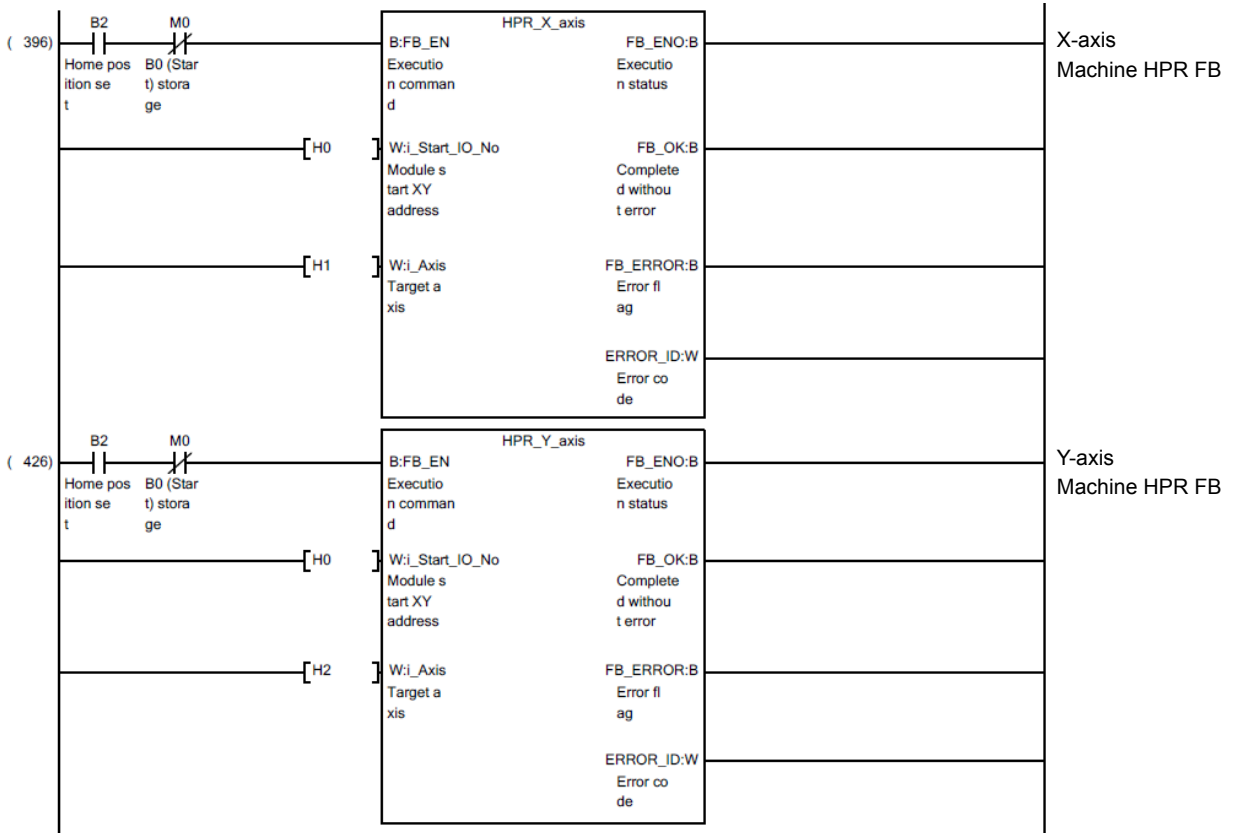 B2 M0 HPR_X_axis
( 396) B:FB_EN FB_ENO:B X-axis
Home pos B0 (Star Executio Executio Machine HPR FB
ition se t) stora n comman n status
t ge d
H0 W:i_Start_IO_No FB_OK:B
Module s Complete
tart XY d withou
address t error
H1 W:i_Axis FB_ERROR:B
Target a Error fl
xis ag
ERROR_ID:W
Error co
de
B2 M0 HPR_Y_axis
( 426) B:FB_EN FB_ENO:B Y-axis
Home pos B0 (Star Executio Executio Machine HPR FB
ition se t) stora n comman n status
t ge d
H0 W:i_Start_IO_No FB_OK:B
Module s Complete
tart XY d withou
address t error
H2 W:i_Axis FB_ERROR:B
Target a Error fl
xis ag
ERROR_ID:W
Error co
de